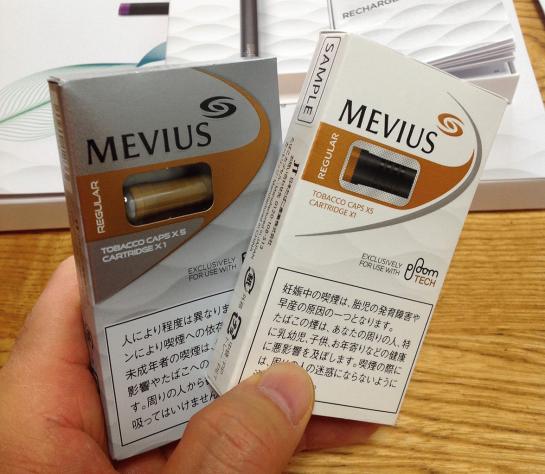 RECHARGE
MEVIUS
REGULAR
TOBACCO CAPS X 5
CARTRIDGE X 1
EXCLUSIVELY
FOR USE WITH
人により程度は異なりま
ンにより喫煙への依存
未成年者の喫煙は、
影響やたばこへの
す。周りの人から
吸ってはいけませ
SAMPLE
MEVIUS
REGULAR
TOBACCO CAPS X5
CARTRIDGE X1
EXCLUSIVELY
FOR USE WITH
ploom
TECH
妊娠中の喫煙は、胎児の発育障害や
早産の原因の一つとなります。
たばこの煙は、あなたの周りの人、特
に乳幼児、子供、お年寄りなどの健康
に悪影響を及ぼします。喫煙の際に
は、周りの人の迷惑にならないように